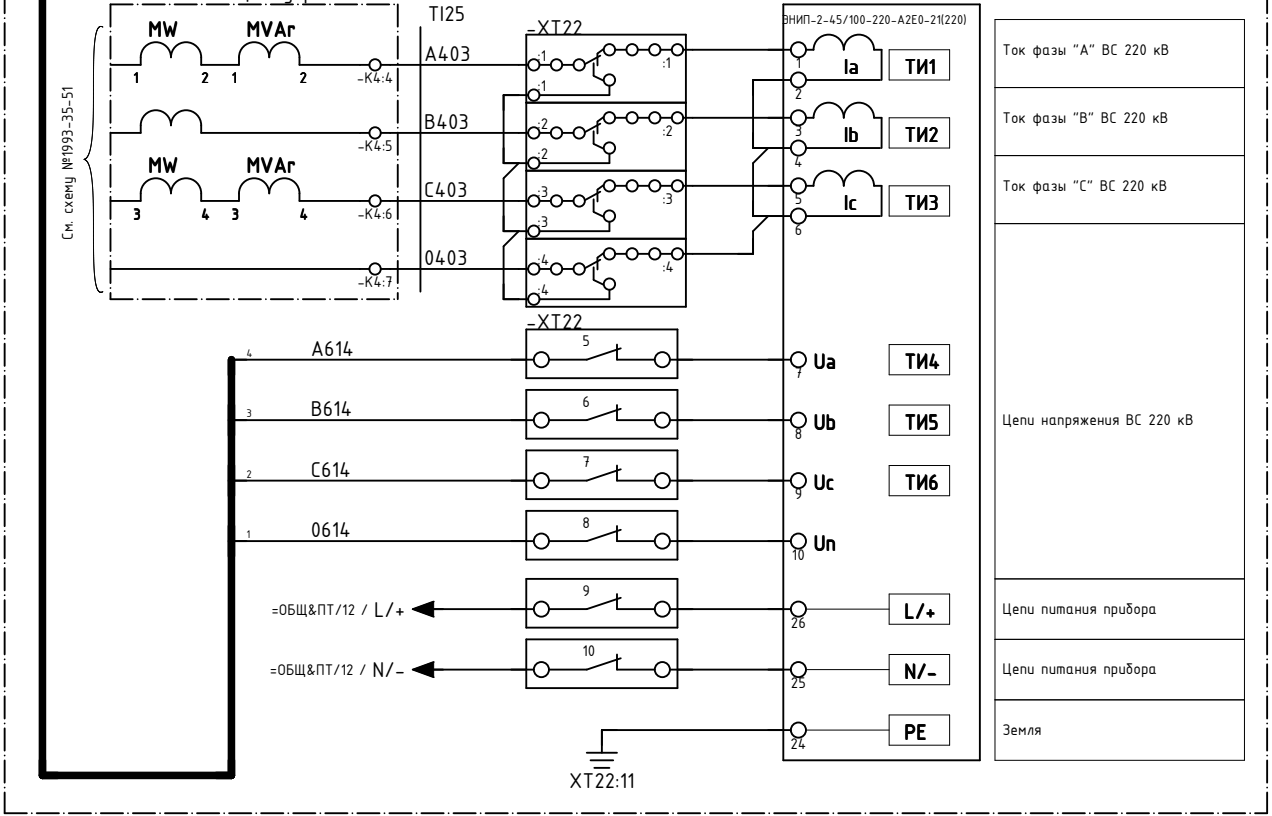 TI25
ЭНИП-2-45/100-220-А2Е0-21(220)
-XT22
MW
MVAr
1
2
1
2
-K4:4
A403
:1
:1
:1
1
2
Ia
ТИ1
Ток фазы "А" ВС 220 кВ
См. схему №1993-35-51
-K4:5
B403
:2
:2
:2
3
4
Ib
ТИ2
Ток фазы "В" ВС 220 кВ
MW
MVAr
3
4
3
4
-K4:6
C403
:3
:3
:3
5
6
Ic
ТИ3
Ток фазы "С" ВС 220 кВ
-K4:7
0403
:4
:4
:4
-XT22
4
A614
5
7
Ua
ТИ4
3
B614
6
8
Ub
ТИ5
Цепи напряжения ВС 220 кВ
2
C614
7
9
Uc
ТИ6
1
0614
8
10
Un
=ОБЩ&ПТ/12 / L/+
9
26
L/+
Цепи питания прибора
=ОБЩ&ПТ/12 / N/-
10
25
N/-
Цепи питания прибора
24
PE
Земля
XT22:11